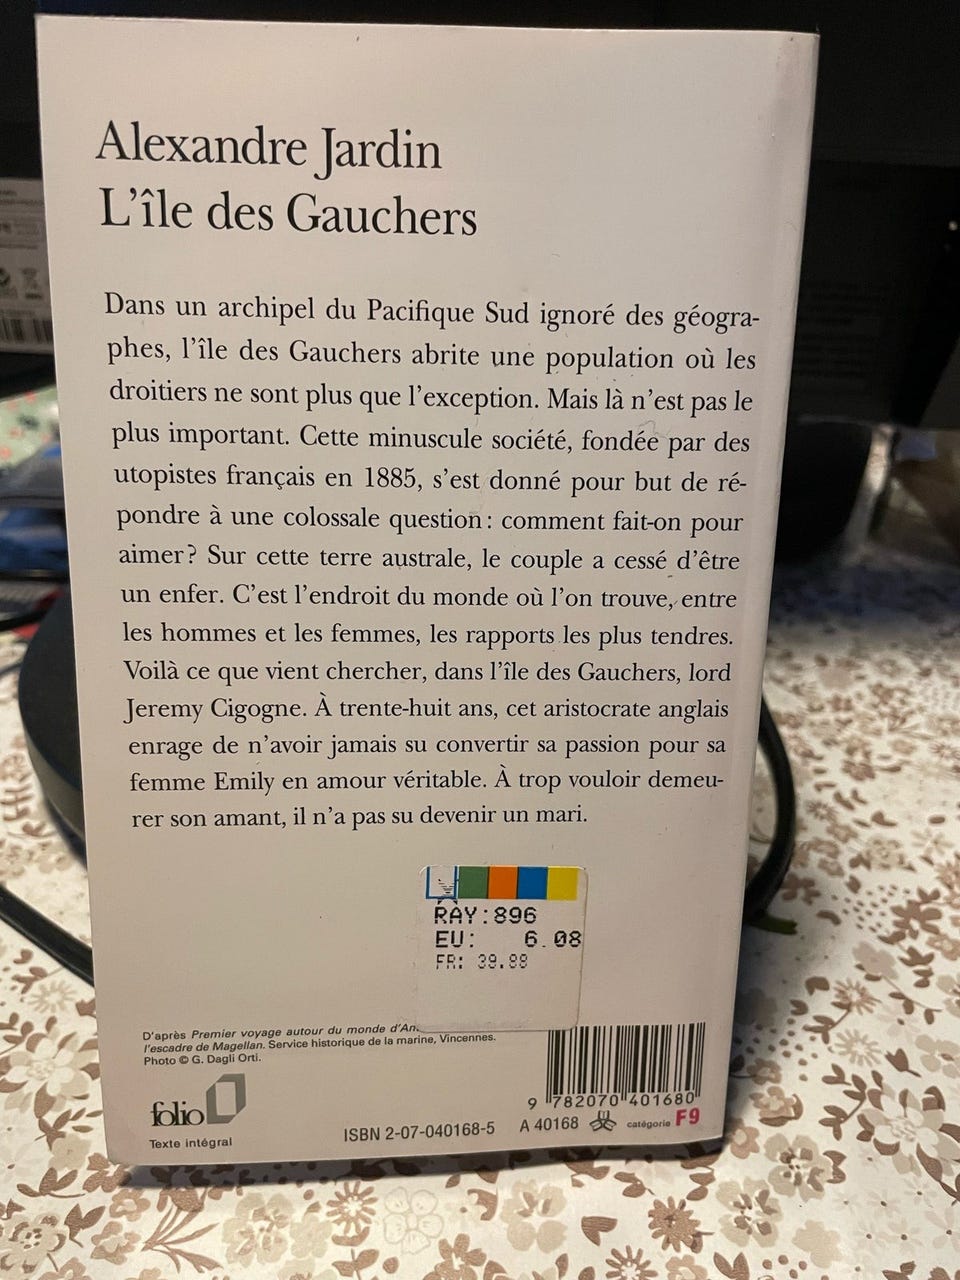 Alexandre Jardin
L'île des Gauchers
Dans un archipel du Pacifique Sud ignoré des géogra-
phes, l'île des Gauchers abrite une population où les
droitiers ne sont plus que l'exception. Mais là n'est pas le
plus important. Cette minuscule société, fondée par des
utopistes français en 1885, s'est donné pour but de ré-
pondre à une colossale question : comment fait-on pour
aimer ? Sur cette terre australe, le couple a cessé d'être
un enfer. C'est l'endroit du monde où l'on trouve, entre
les hommes et les femmes, les rapports les plus tendres.
Voilà ce que vient chercher, dans l'île des Gauchers, lord
Jeremy Cigogne. À trente-huit ans, cet aristocrate anglais
enrage de n'avoir jamais su convertir sa passion pour sa
femme Emily en amour véritable. À trop vouloir demeu-
rer son amant, il n'a pas su devenir un mari.
RAY:896
EU: 6.08
FR: 39.88
D'après Premier voyage autour du monde d'An
l'escadre de Magellan. Service historique de la marine, Vincennes.
Photo © G. Dagli Orti.
folio
Texte intégral
ISBN 2-07-040168-5
9 782070 401680
A 40168 catégorie F9